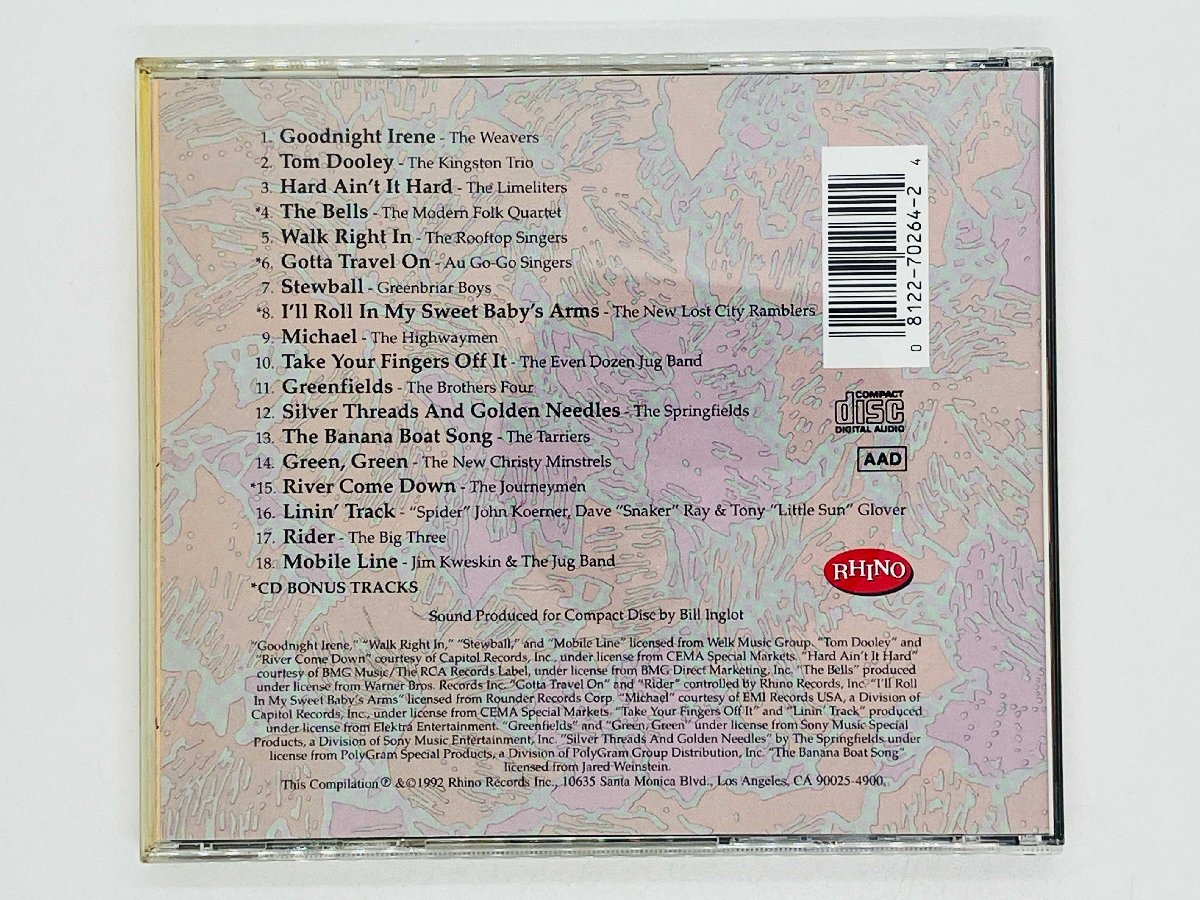 1. Goodnight Irene - The Weavers
2. Tom Dooley - The Kingston Trio
3. Hard Ain't It Hard - The Limeliters
*4. The Bells - The Modern Folk Quartet
5. Walk Right In - The Rooftop Singers
*6. Gotta Travel On - Au Go-Go Singers
7. Stewball - Greenbriar Boys
*8. I'll Roll In My Sweet Baby's Arms - The New Lost City Ramblers
9. Michael - The Highwaymen
10. Take Your Fingers Off It - The Even Dozen Jug Band
11. Greenfields - The Brothers Four
12. Silver Threads And Golden Needles - The Springfields
13. The Banana Boat Song - The Tarriers
14. Green, Green - The New Christy Minstrels
*15. River Come Down - The Journeymen
16. Linin' Track - "Spider" John Koerner, Dave "Snaker" Ray & Tony "Little Sun" Glover
17. Rider - The Big Three
18. Mobile Line - Jim Kweskin & The Jug Band
*CD BONUS TRACKS
Sound Produced for Compact Disc by Bill Inglot
"Goodnight Irene," "Walk Right In," "Stewball," and "Mobile Line" licensed from Welk Music Group. "Tom Dooley" and
"River Come Down" courtesy of Capitol Records, Inc., under license from CEMA Special Markets. "Hard Ain't It Hard"
courtesy of BMG Music/The RCA Records Label, under license from BMG Direct Marketing, Inc. "The Bells" produced
under license from Warner Bros. Records Inc. "Gotta Travel On" and "Rider" controlled by Rhino Records, Inc. "I'll Roll
In My Sweet Baby's Arms" licensed from Rounder Records Corp. "Michael" courtesy of EMI Records USA, a Division of
Capitol Records, Inc., under license from CEMA Special Markets. "Take Your Fingers Off It" and "Linin' Track" produced
under license from Elektra Entertainment. "Greenfields" and "Green, Green" under license from Sony Music Special
Products, a Division of Sony Music Entertainment, Inc. "Silver Threads And Golden Needles" by The Springfields under
license from PolyGram Special Products, a Division of PolyGram Group Distribution, Inc. "The Banana Boat Song"
licensed from Jared Weinstein.
This Compilation ℗ &©1992 Rhino Records Inc., 10635 Santa Monica Blvd., Los Angeles, CA 90025-4900.
0 8122-70264-2 4
COMPACT
disc
DIGITAL AUDIO
AAD
RHINO